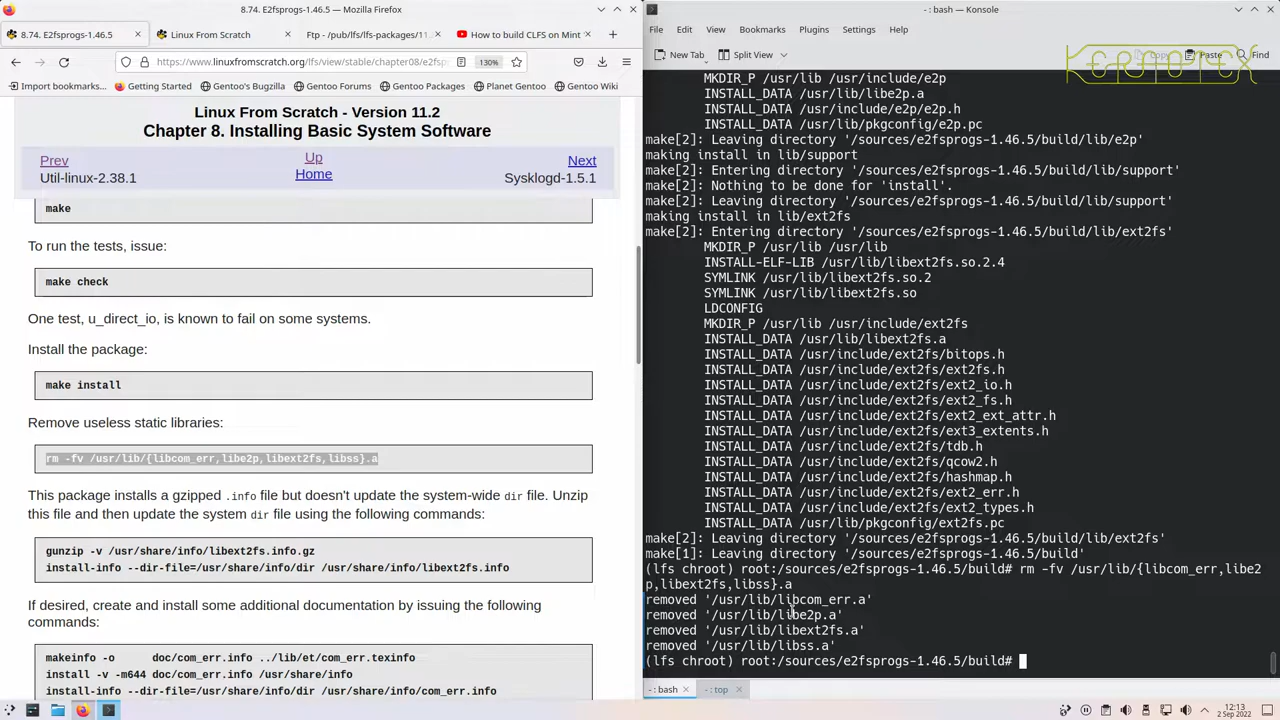 8.74. E2fsprogs-1.46.5 — Mozilla Firefox
8.74. E2fsprogs-1.46.5
Linux From Scratch
Ftp - /pub/lfs/lfs-packages/11.
How to build CLFS on Mint
https://www.linuxfromscratch.org/lfs/view/stable/chapter08/e2fsp
130%
Import bookmarks...
Getting Started
Gentoo's Bugzilla
Gentoo Forums
Gentoo Packages
Planet Gentoo
Gentoo Wiki
Linux From Scratch - Version 11.2
Chapter 8. Installing Basic System Software
Prev
Up
Next
Util-linux-2.38.1
Home
Sysklogd-1.5.1
make
To run the tests, issue:
make check
One test, u_direct_io, is known to fail on some systems.
Install the package:
make install
Remove useless static libraries:
rm -fv /usr/lib/{libcom_err,libe2p,libext2fs,libss}.a
This package installs a gzipped .info file but doesn't update the system-wide dir file. Unzip
this file and then update the system dir file using the following commands:
gunzip -v /usr/share/info/libext2fs.info.gz
install-info --dir-file=/usr/share/info/dir /usr/share/info/libext2fs.info
If desired, create and install some additional documentation by issuing the following
commands:
makeinfo -o      doc/com_err.info ../lib/et/com_err.texinfo
install -v -m644 doc/com_err.info /usr/share/info
install-info --dir-file=/usr/share/info/dir /usr/share/info/com_err.info
- : bash — Konsole
File Edit View Bookmarks Plugins Settings Help
New Tab
Split View
Copy
Paste
Find
KERNOTEX
MKDIR_P /usr/lib /usr/include/e2p
INSTALL_DATA /usr/lib/libe2p.a
INSTALL_DATA /usr/include/e2p/e2p.h
INSTALL_DATA /usr/lib/pkgconfig/e2p.pc
make[2]: Leaving directory '/sources/e2fsprogs-1.46.5/build/lib/e2p'
making install in lib/support
make[2]: Entering directory '/sources/e2fsprogs-1.46.5/build/lib/support'
make[2]: Nothing to be done for 'install'.
make[2]: Leaving directory '/sources/e2fsprogs-1.46.5/build/lib/support'
making install in lib/ext2fs
make[2]: Entering directory '/sources/e2fsprogs-1.46.5/build/lib/ext2fs'
MKDIR_P /usr/lib /usr/lib
INSTALL-ELF-LIB /usr/lib/libext2fs.so.2.4
SYMLINK /usr/lib/libext2fs.so.2
SYMLINK /usr/lib/libext2fs.so
LDCONFIG
MKDIR_P /usr/lib /usr/include/ext2fs
INSTALL_DATA /usr/lib/libext2fs.a
INSTALL_DATA /usr/include/ext2fs/bitops.h
INSTALL_DATA /usr/include/ext2fs/ext2fs.h
INSTALL_DATA /usr/include/ext2fs/ext2_io.h
INSTALL_DATA /usr/include/ext2fs/ext2_fs.h
INSTALL_DATA /usr/include/ext2fs/ext2_ext_attr.h
INSTALL_DATA /usr/include/ext2fs/ext3_extents.h
INSTALL_DATA /usr/include/ext2fs/tdb.h
INSTALL_DATA /usr/include/ext2fs/qcow2.h
INSTALL_DATA /usr/include/ext2fs/hashmap.h
INSTALL_DATA /usr/include/ext2fs/ext2_err.h
INSTALL_DATA /usr/include/ext2fs/ext2_types.h
INSTALL_DATA /usr/lib/pkgconfig/ext2fs.pc
make[2]: Leaving directory '/sources/e2fsprogs-1.46.5/build/lib/ext2fs'
make[1]: Leaving directory '/sources/e2fsprogs-1.46.5/build'
(lfs chroot) root:/sources/e2fsprogs-1.46.5/build# rm -fv /usr/lib/{libcom_err,libe2
p,libext2fs,libss}.a
removed '/usr/lib/libcom_err.a'
removed '/usr/lib/libe2p.a'
removed '/usr/lib/libext2fs.a'
removed '/usr/lib/libss.a'
(lfs chroot) root:/sources/e2fsprogs-1.46.5/build#
- : bash
- : top
12:13
2 Sep 2022